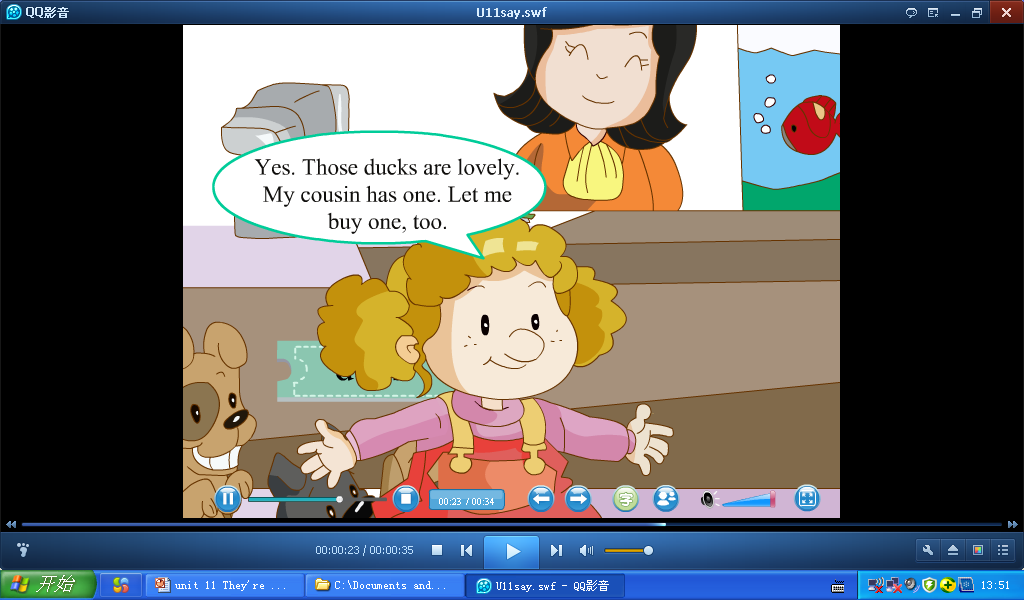 QQ影音
U11say.swf
Yes. Those ducks are lovely.
My cousin has one. Let me
buy one, too.
00:23 / 00:34
字
00:00:23 / 00:00:35
开始
unit 11 They're ...
C:\Documents and...
U11say.swf - QQ影音
13:51